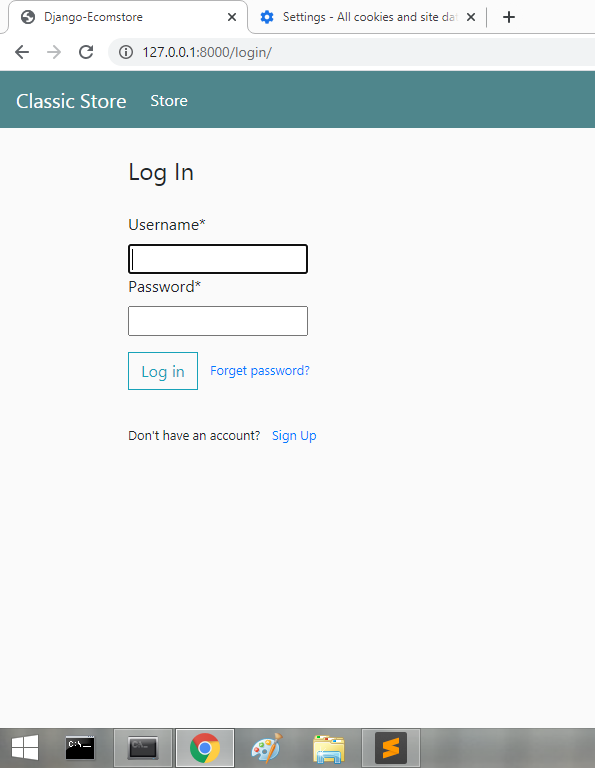 Django-Ecomstore
Settings - All cookies and site dat
127.0.0.1:8000/login/
Classic Store Store
Log In
Username*
Password*
Log in Forget password?
Don't have an account? Sign Up